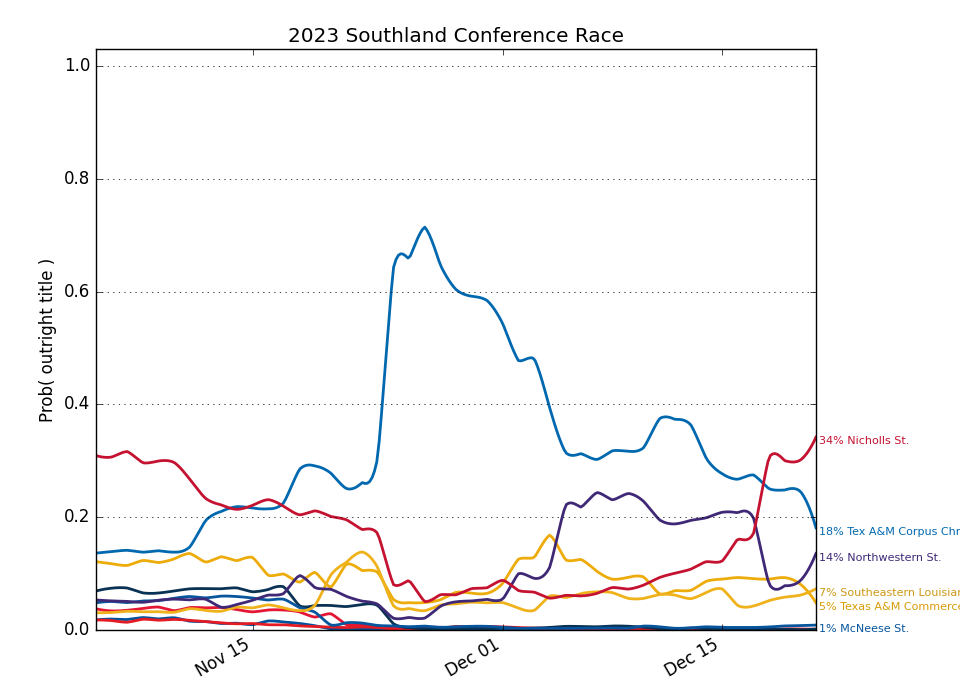 2023 Southland Conference Race
Prob( outright title )
1.0
0.8
0.6
0.4
0.2
0.0
Nov 15
Dec 01
Dec 15
34% Nicholls St.
18% Tex A&M Corpus Chr
14% Northwestern St.
7% Southeastern Louisian
5% Texas A&M Commerce
1% McNeese St.